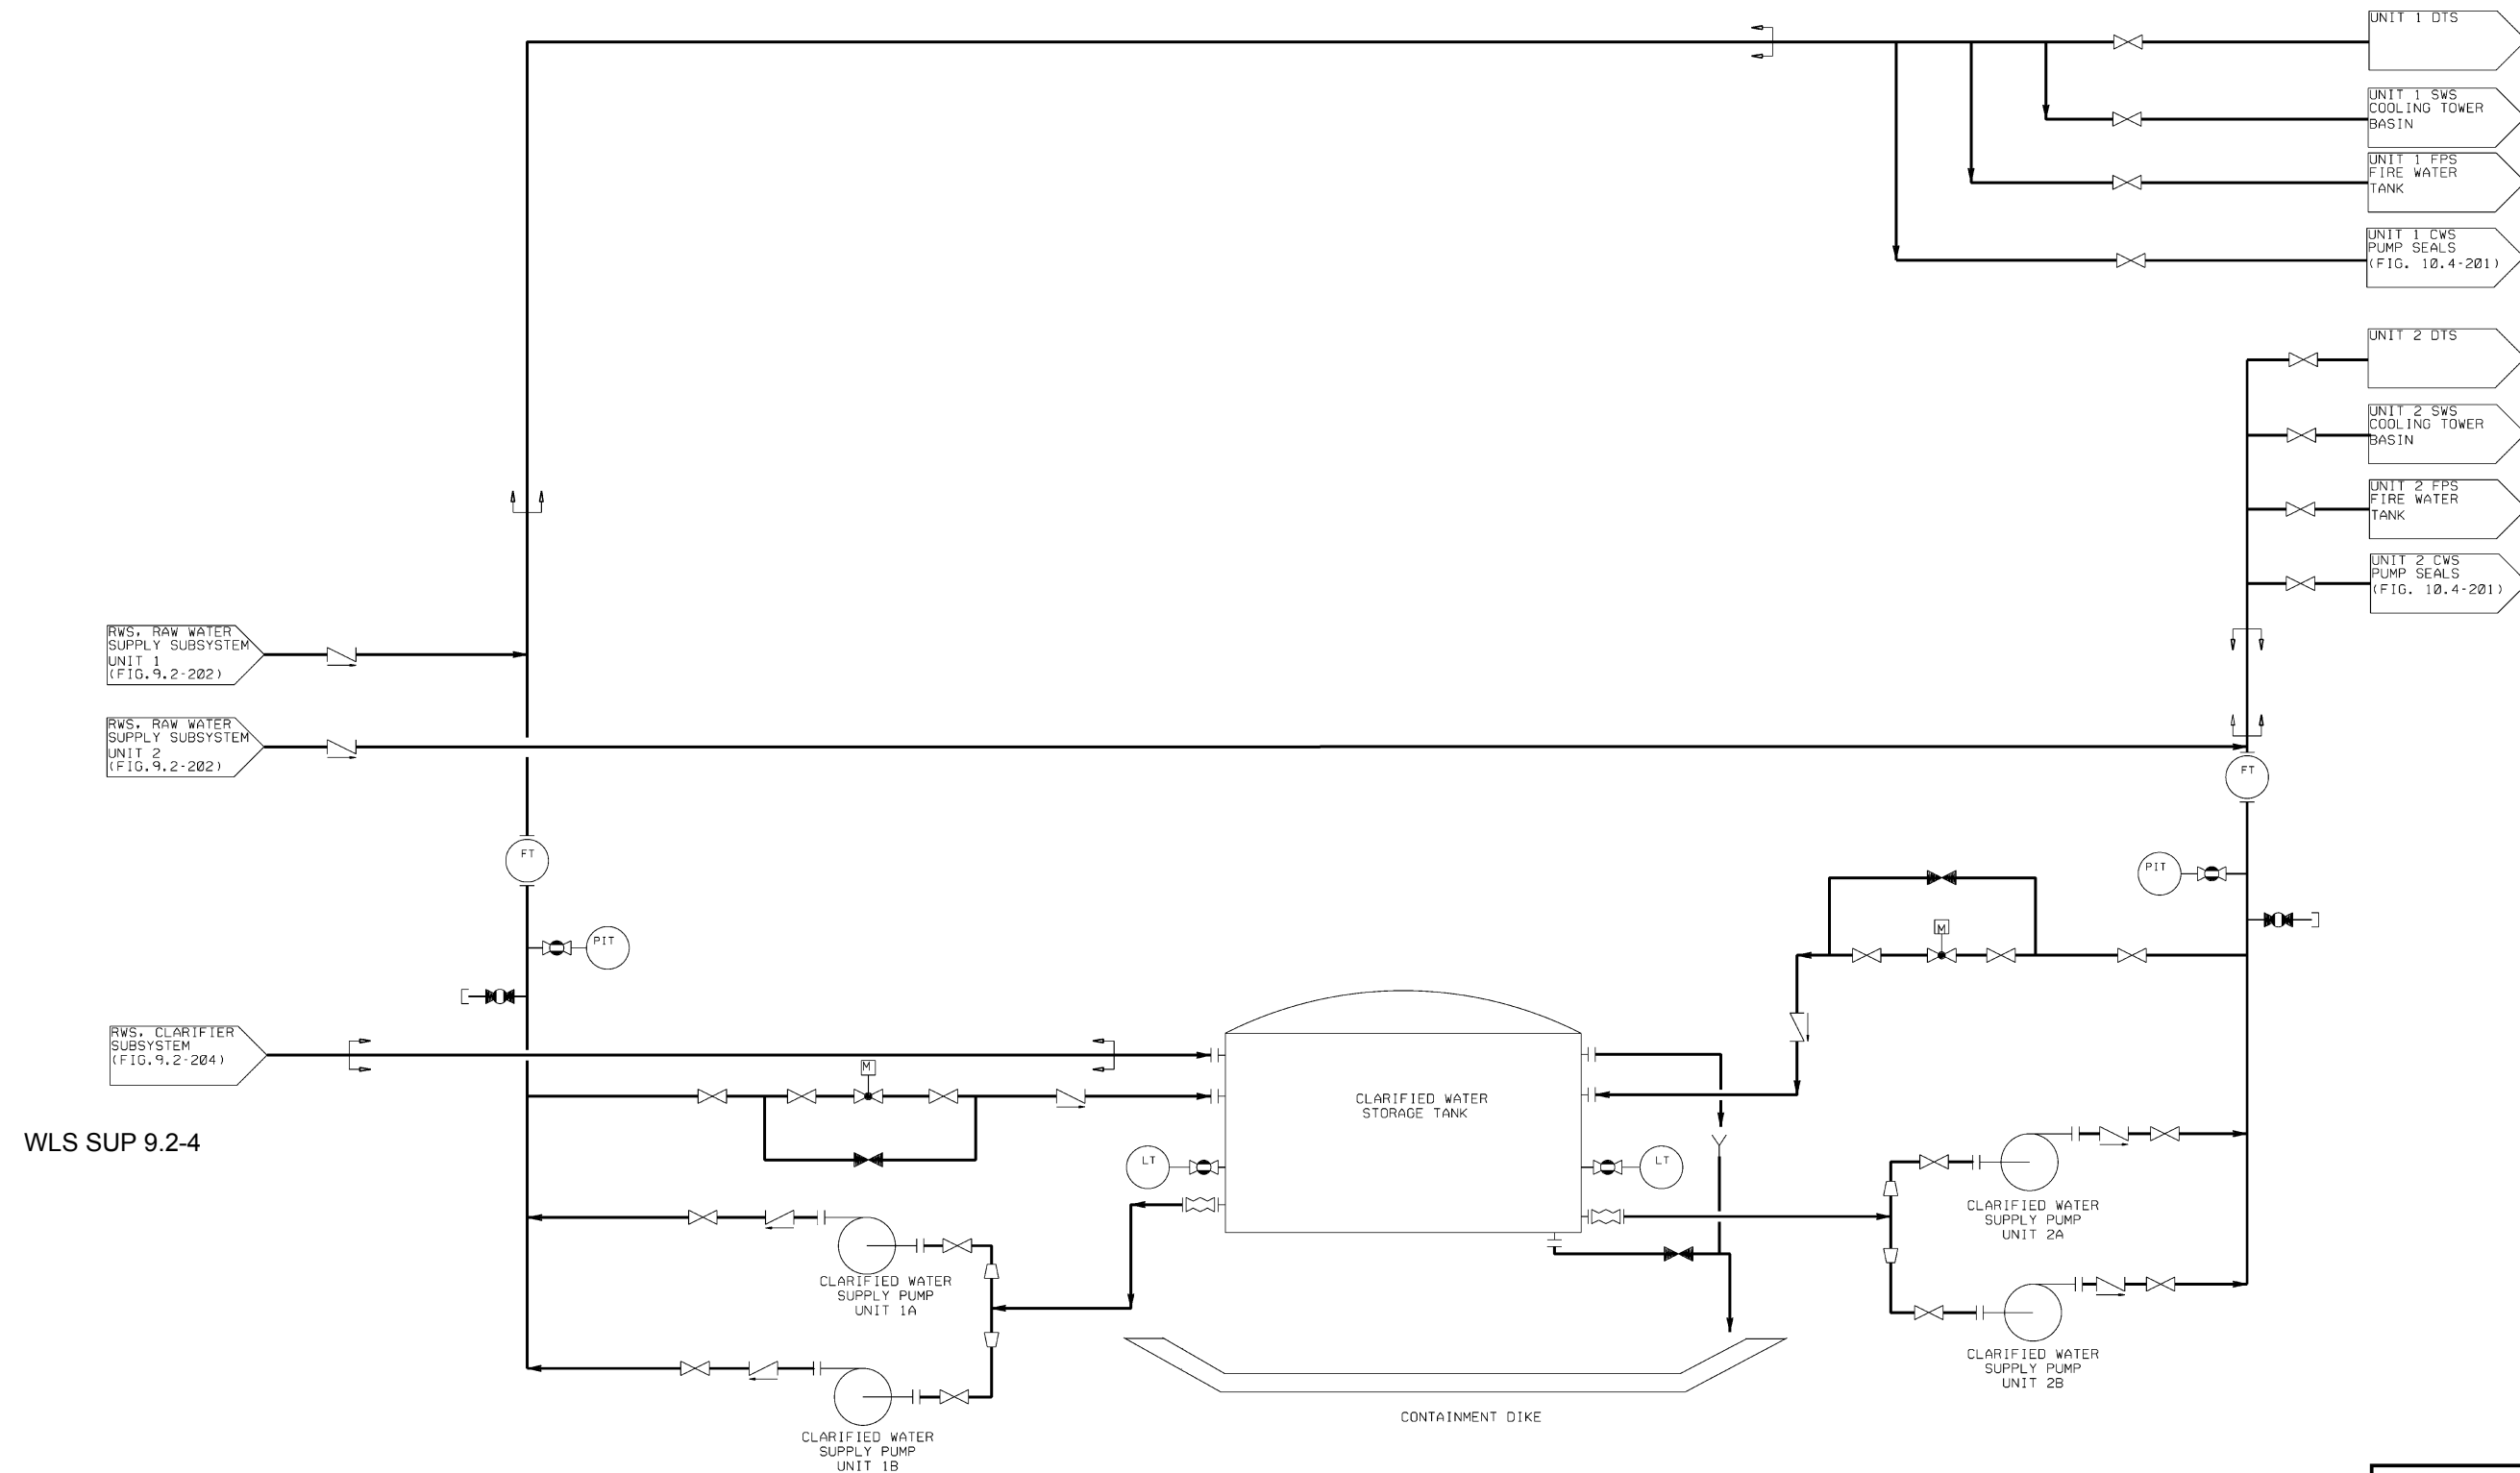 UNIT 1 DTS
UNIT 1 SWS
COOLING TOWER
BASIN
UNIT 1 FPS
FIRE WATER
TANK
UNIT 1 CWS
PUMP SEALS
(FIG. 10.4-201)
UNIT 2 DTS
UNIT 2 SWS
COOLING TOWER
BASIN
UNIT 2 FPS
FIRE WATER
TANK
UNIT 2 CWS
PUMP SEALS
(FIG. 10.4-201)
RWS, RAW WATER
SUPPLY SUBSYSTEM
UNIT 1
(FIG.9.2-202)
RWS, RAW WATER
SUPPLY SUBSYSTEM
UNIT 2
(FIG.9.2-202)
FT
FT
PIT
PIT
M
RWS, CLARIFIER
SUBSYSTEM
(FIG.9.2-204)
M
CLARIFIED WATER
STORAGE TANK
WLS SUP 9.2-4
LT
LT
CLARIFIED WATER
SUPPLY PUMP
UNIT 2A
CLARIFIED WATER
SUPPLY PUMP
UNIT 1A
CLARIFIED WATER
SUPPLY PUMP
UNIT 2B
CONTAINMENT DIKE
CLARIFIED WATER
SUPPLY PUMP
UNIT 1B